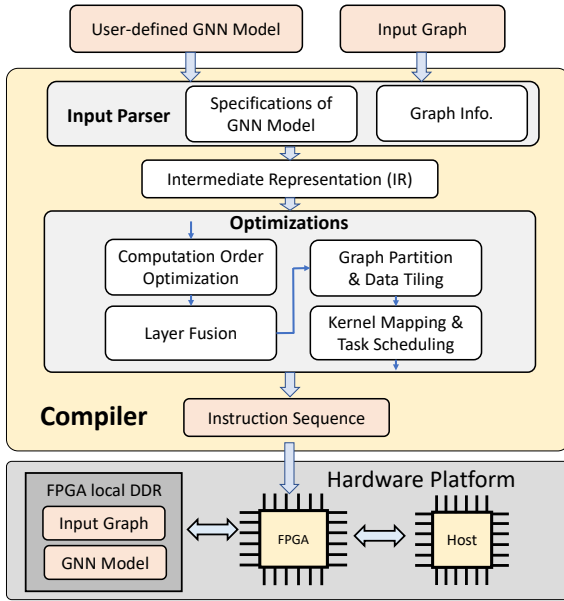 User-defined GNN Model
Input Graph
Input Parser
Specifications of
GNN Model
Graph Info.
Intermediate Representation (IR)
Optimizations
Computation Order
Optimization
Layer Fusion
Graph Partition
& Data Tiling
Kernel Mapping &
Task Scheduling
Compiler
Instruction Sequence
Hardware Platform
FPGA local DDR
Input Graph
GNN Model
FPGA
Host